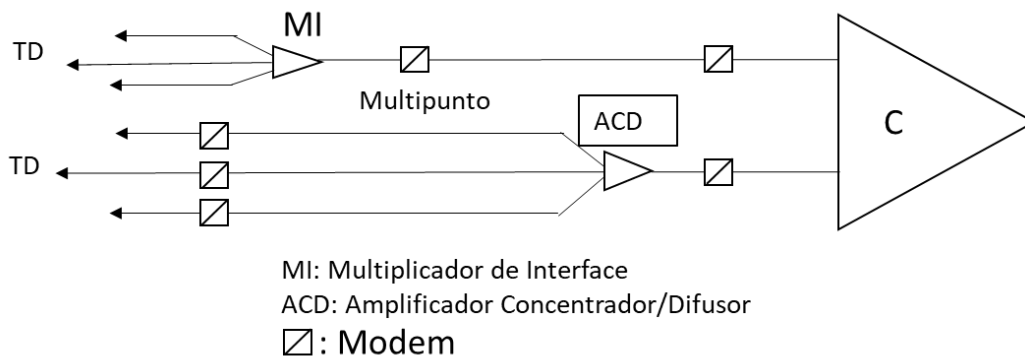 MI
TD
Multipunto
ACD
C
TD
MI: Multiplicador de Interface
ACD: Amplificador Concentrador/Difusor
: Modem